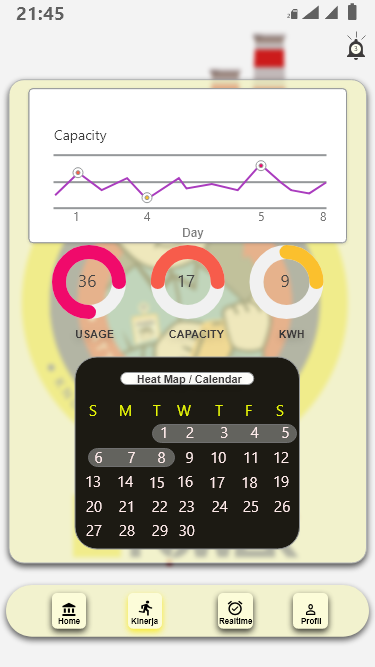 21:45
2
3
Capacity
1 4 5 8
Day
36 17 9
USAGE CAPACITY KWH
Heat Map / Calendar
S M T W T F S
1 2 3 4 5
6 7 8 9 10 11 12
13 14 15 16 17 18 19
20 21 22 23 24 25 26
27 28 29 30
Home Kinerja Realtime Profil